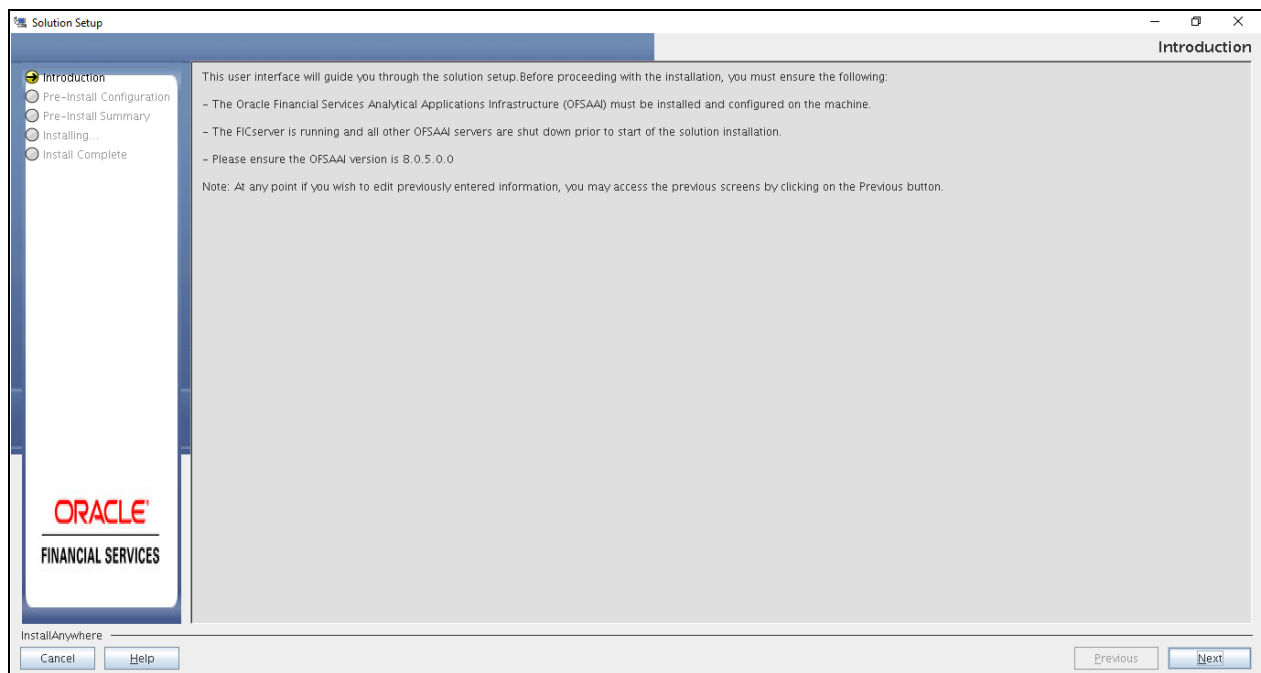 Solution Setup
Introduction
Introduction
Pre-Install Configuration
Pre-Install Summary
Installing...
Install Complete
This user interface will guide you through the solution setup.Before proceeding with the installation, you must ensure the following:
– The Oracle Financial Services Analytical Applications Infrastructure (OFSAAI) must be installed and configured on the machine.
– The FICserver is running and all other OFSAAI servers are shut down prior to start of the solution installation.
– Please ensure the OFSAAI version is 8.0.5.0.0
Note: At any point if you wish to edit previously entered information, you may access the previous screens by clicking on the Previous button.
ORACLE
FINANCIAL SERVICES
InstallAnywhere
Cancel Help Previous Next